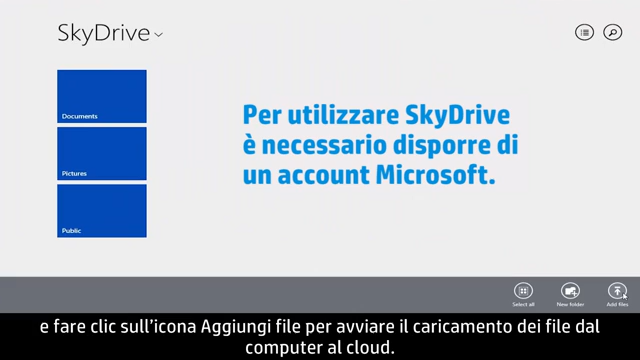 SkyDrive
Documents
Pictures
Public
Per utilizzare SkyDrive
è necessario disporre di
un account Microsoft.
Select all
New folder
Add files
e fare clic sull'icona Aggiungi file per avviare il caricamento dei file dal
computer al cloud.